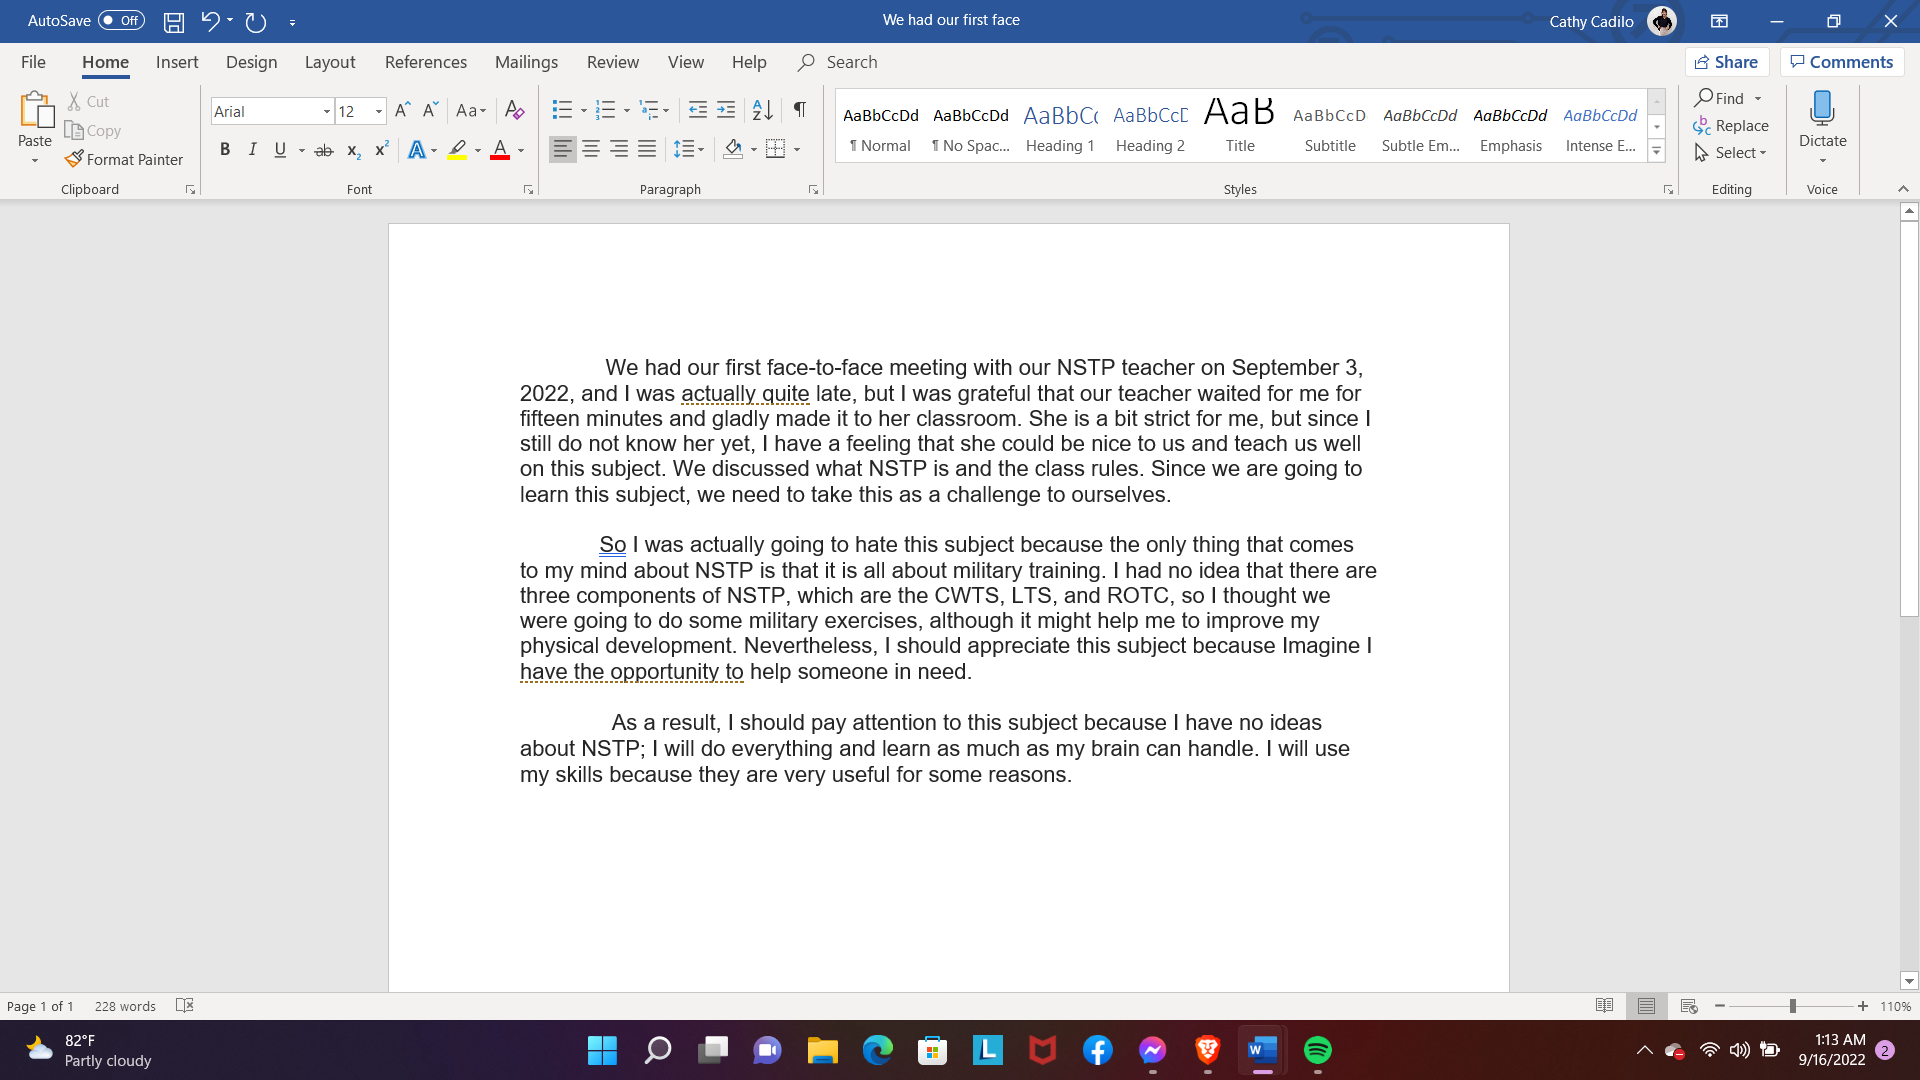 AutoSave Off We had our first face Cathy Cadilo
File Home Insert Design Layout References Mailings Review View Help Search Share Comments
Paste Cut Copy Format Painter Clipboard
Arial 12 Font
Paragraph
AaBbCcDd AaBbCcDd AaBbC( AaBbCcC AaB AaBbCcD AaBbCcDd AaBbCcDd AaBbCcDd
¶ Normal ¶ No Spac... Heading 1 Heading 2 Title Subtitle Subtle Em... Emphasis Intense E...
Styles
Find Replace Select Editing
Dictate Voice
We had our first face-to-face meeting with our NSTP teacher on September 3,
2022, and I was actually quite late, but I was grateful that our teacher waited for me for
fifteen minutes and gladly made it to her classroom. She is a bit strict for me, but since I
still do not know her yet, I have a feeling that she could be nice to us and teach us well
on this subject. We discussed what NSTP is and the class rules. Since we are going to
learn this subject, we need to take this as a challenge to ourselves.
So I was actually going to hate this subject because the only thing that comes
to my mind about NSTP is that it is all about military training. I had no idea that there are
three components of NSTP, which are the CWTS, LTS, and ROTC, so I thought we
were going to do some military exercises, although it might help me to improve my
physical development. Nevertheless, I should appreciate this subject because Imagine I
have the opportunity to help someone in need.
As a result, I should pay attention to this subject because I have no ideas
about NSTP; I will do everything and learn as much as my brain can handle. I will use
my skills because they are very useful for some reasons.
Page 1 of 1 228 words 110%
82°F
Partly cloudy
1:13 AM
9/16/2022 2